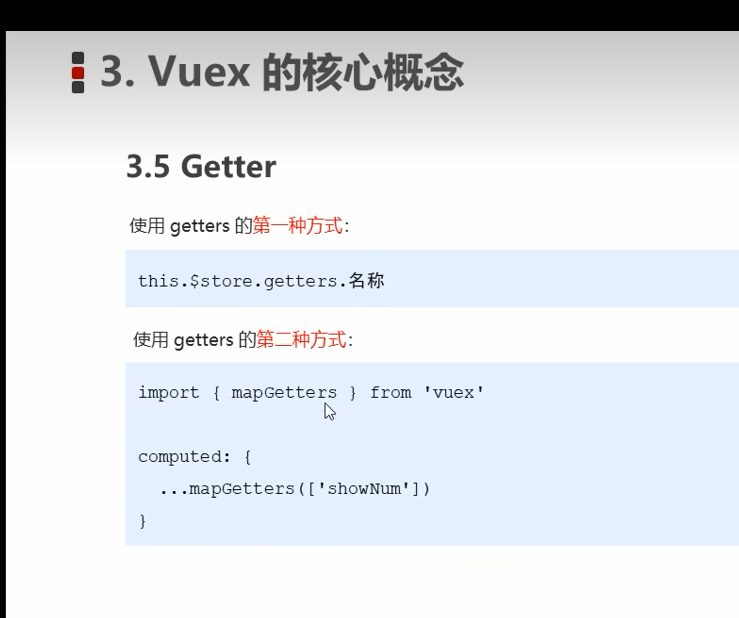 3. Vuex 的核心概念
3.5 Getter
使用 getters 的第一种方式：
this.$store.getters.名称
使用 getters 的第二种方式：
import { mapGetters } from 'vuex'
computed: {
...mapGetters(['showNum'])
}